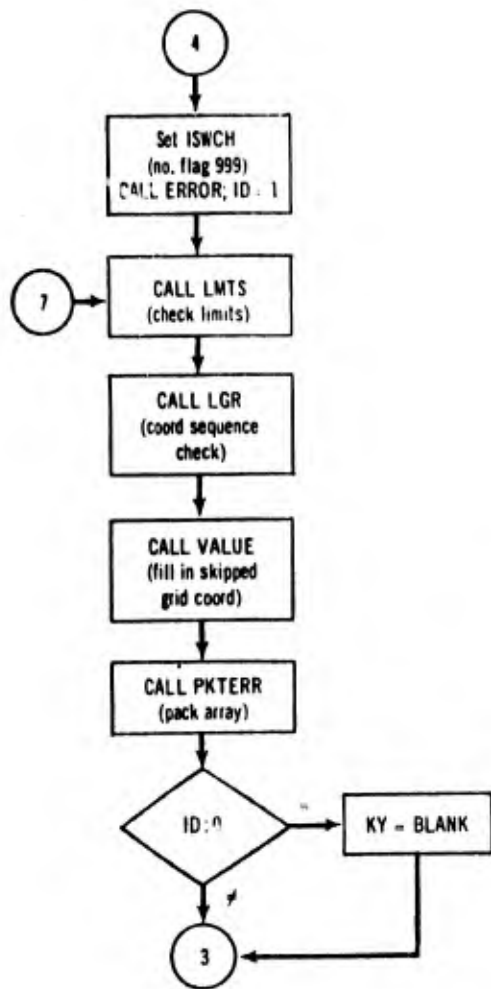 4
Set ISWCH
(no. flag 999)
CALL ERROR; ID = 1
7
CALL LMTS
(check limits)
CALL LGR
(coord sequence
check)
CALL VALUE
(fill in skipped
grid coord)
CALL PKTERR
(pack array)
ID:0
=
KY = BLANK
≠
3